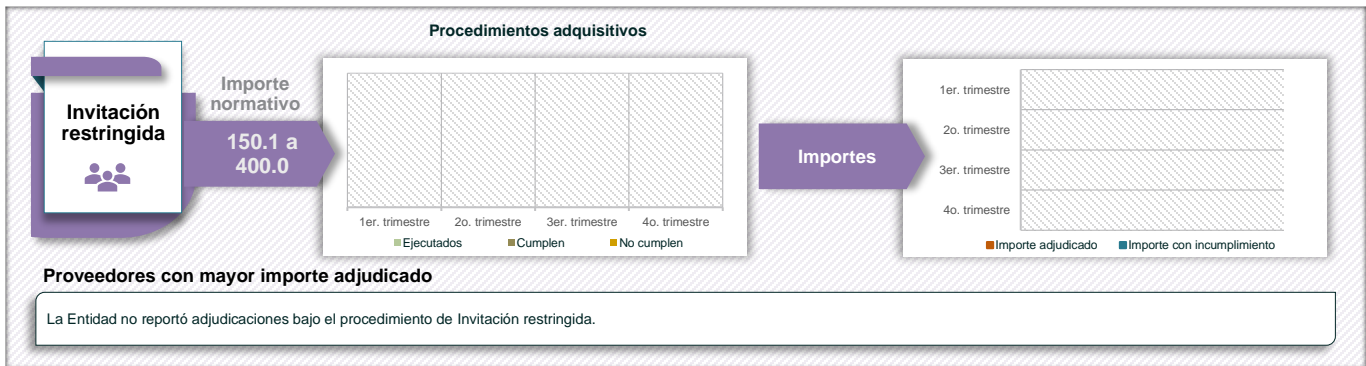 Procedimientos adquisitivos
Invitación
restringida
Importe
normativo
150.1 a
400.0
1er. trimestre
2o. trimestre
3er. trimestre
4o. trimestre
Ejecutados
Cumplen
No cumplen
Importes
1er. trimestre
2o. trimestre
3er. trimestre
4o. trimestre
Importe adjudicado
Importe con incumplimiento
Proveedores con mayor importe adjudicado
La Entidad no reportó adjudicaciones bajo el procedimiento de Invitación restringida.